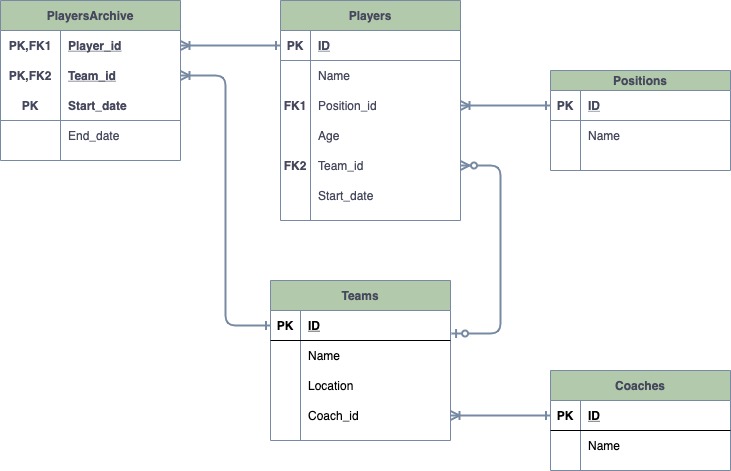 PlayersArchive
PK,FK1 Player_id
PK,FK2 Team_id
PK Start_date
End_date
Players
PK ID
Name
FK1 Position_id
Age
FK2 Team_id
Start_date
Positions
PK ID
Name
Teams
PK ID
Name
Location
Coach_id
Coaches
PK ID
Name